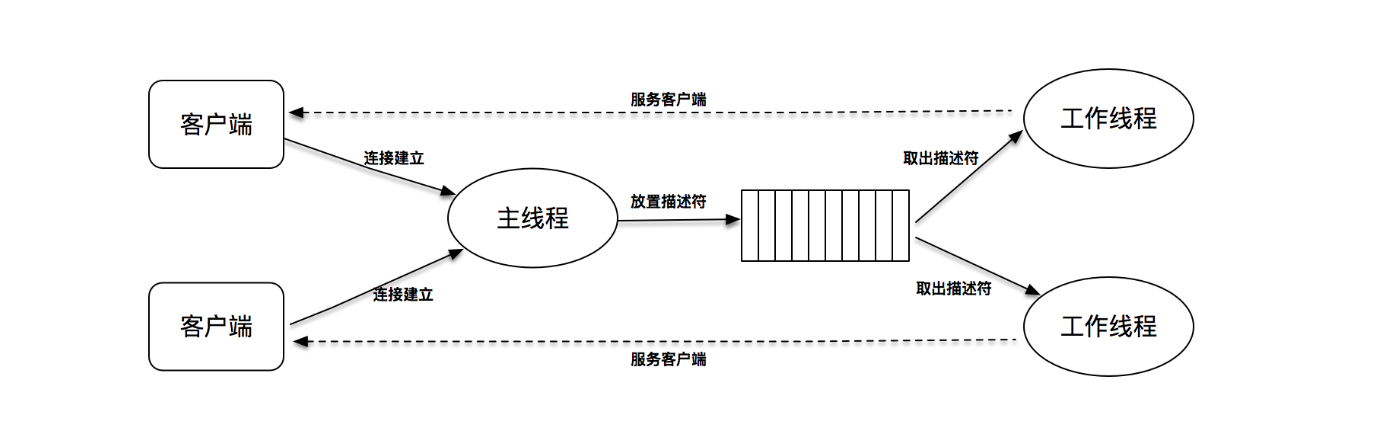 服务客户端
客户端
工作线程
连接建立
取出描述符
放置描述符
主线程
取出描述符
连接建立
客户端
工作线程
服务客户端